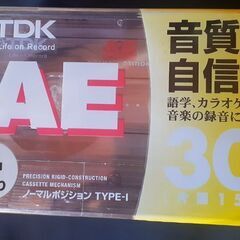 TDK
Life on Record
音質
自信
AE
語学、カラオケ
音楽の録音に
30
PRECISION RIGID-CONSTRUCTION
CASSETTE MECHANISM
ノーマルポジション TYPE-I